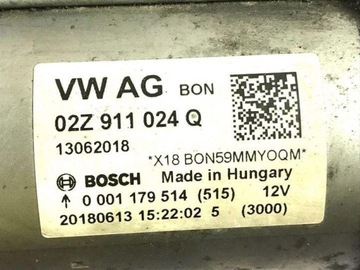 VW AG BON
02Z 911 024 Q
13062018
*X18 BON59MMYOQM*
BOSCH Made in Hungary
0 001 179 514 (515) 12V
20180613 15:22:02 5 (3000)